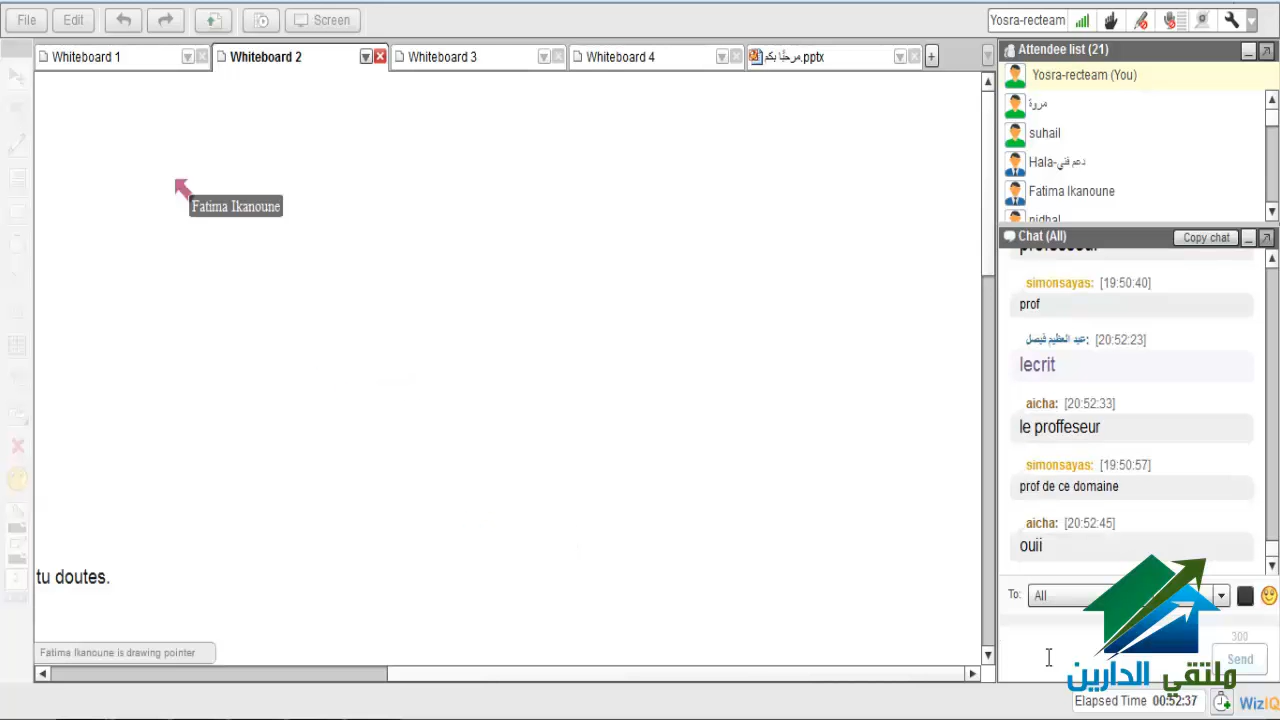 File
Edit
Screen
Yosra-recteam
Whiteboard 1
Whiteboard 2
Whiteboard 3
Whiteboard 4
مرحبًا بكم.pptx
Attendee list (21)
Yosra-recteam (You)
مروة
suhail
Hala-دعم فني
Fatima Ikanoune
nidhal
Fatima Ikanoune
Chat (All)
Copy chat
professeur
simonsayas: [19:50:40]
prof
عبد العظيم فيصل: [20:52:23]
lecrit
aicha: [20:52:33]
le proffeseur
simonsayas: [19:50:57]
prof de ce domaine
aicha: [20:52:45]
ouii
tu doutes.
To:
All
300
Send
Fatima Ikanoune is drawing pointer
ملتقي الدارين
Elapsed Time 00:52:37
WizIQ